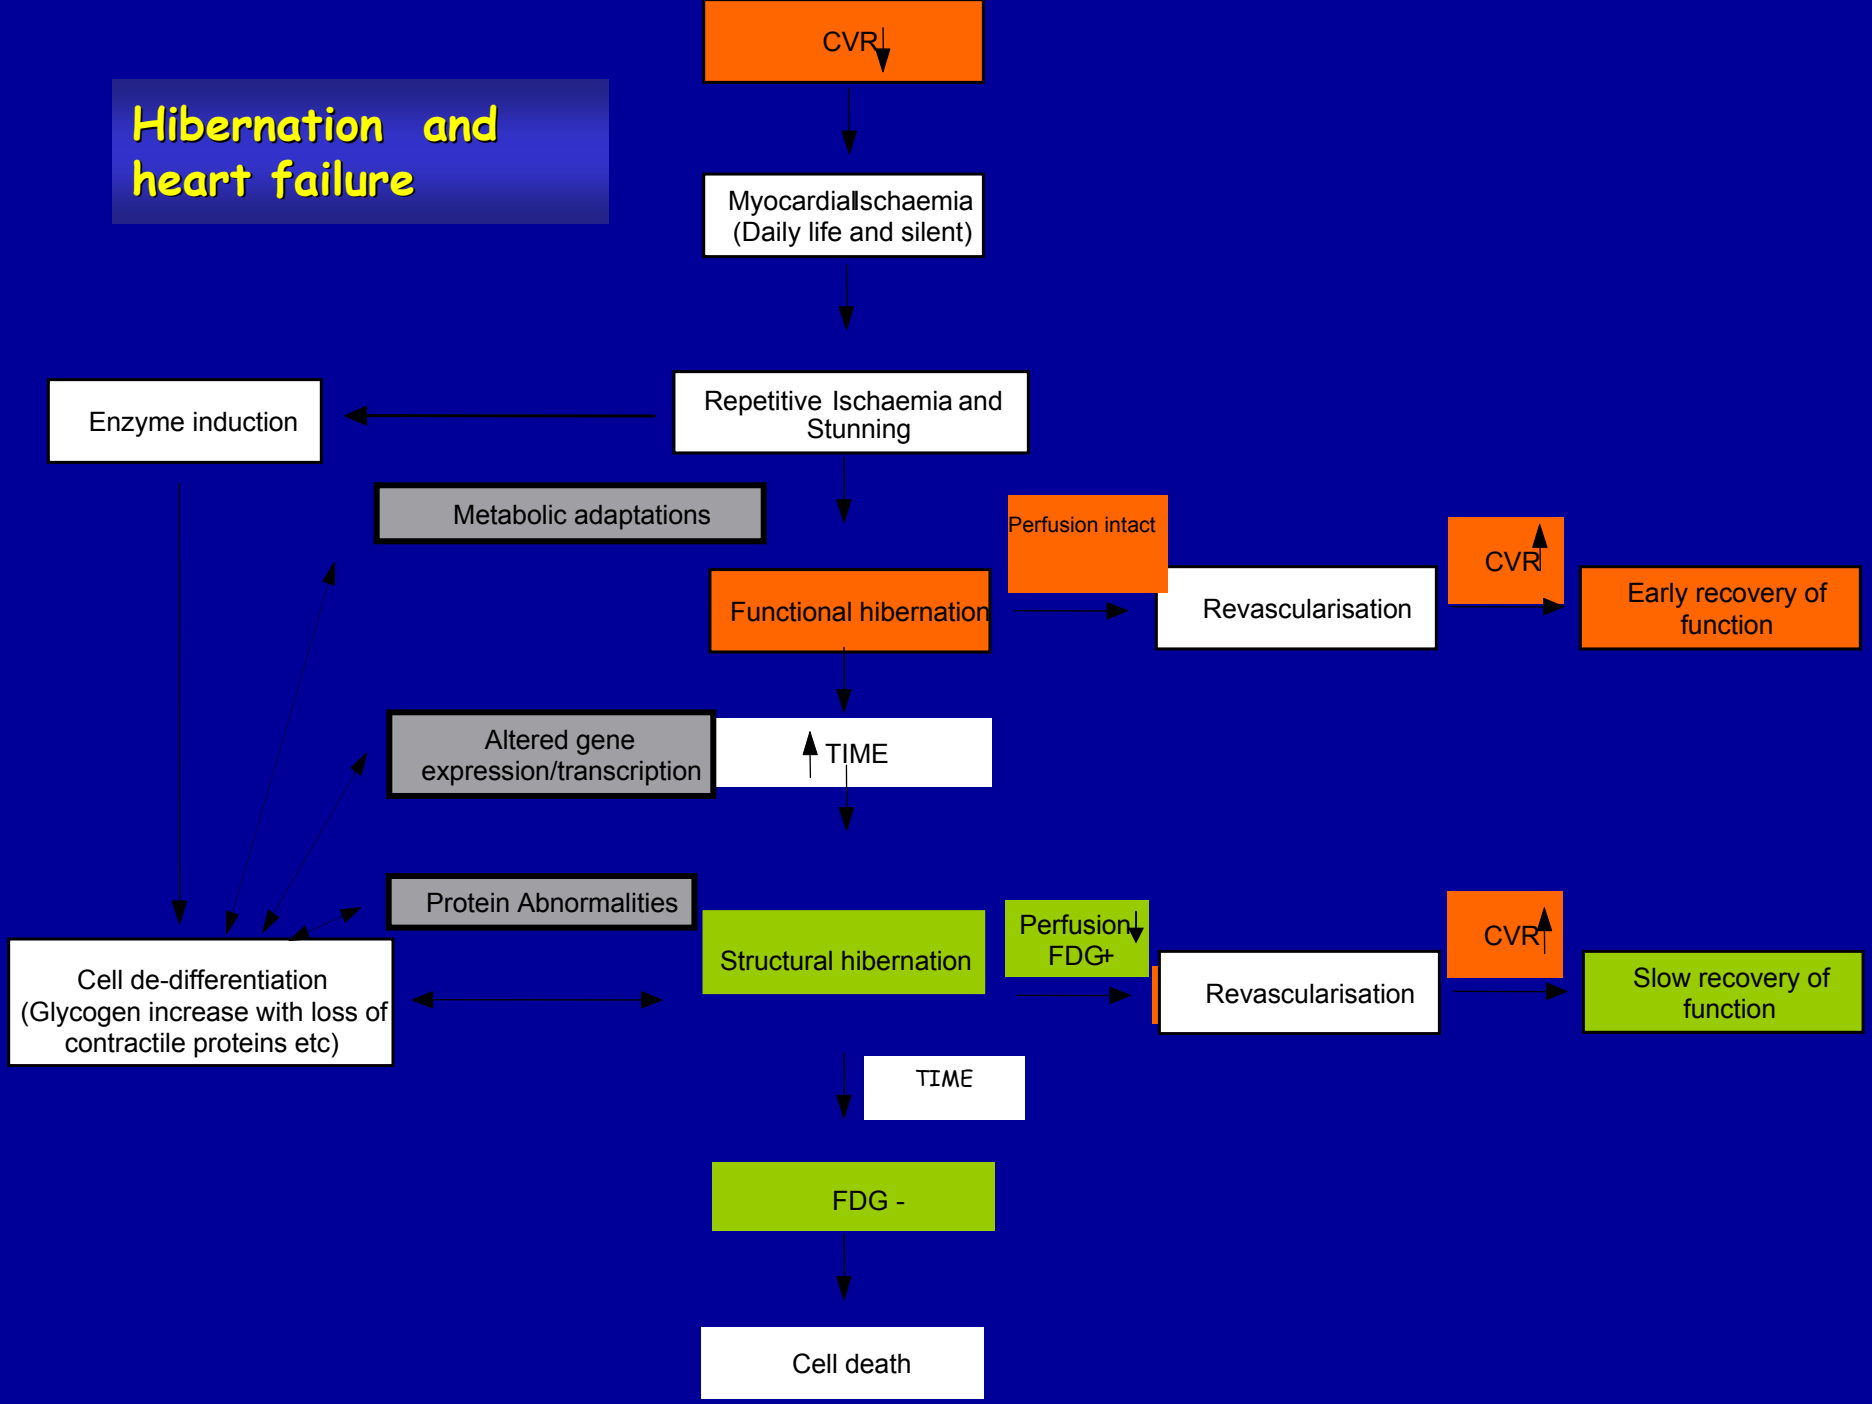 CVR
Hibernation and
heart failure
Myocardial Ischaemia
(Daily life and silent)
Enzyme induction
Repetitive Ischaemia and
Stunning
Metabolic adaptations
Perfusion intact
CVR
Functional hibernation
Revascularisation
Early recovery of
function
Altered gene
expression/transcription
TIME
Protein Abnormalities
Structural hibernation
Perfusion
FDG+
CVR
Cell de-differentiation
(Glycogen increase with loss of
contractile proteins etc)
Revascularisation
Slow recovery of
function
TIME
FDG -
Cell death